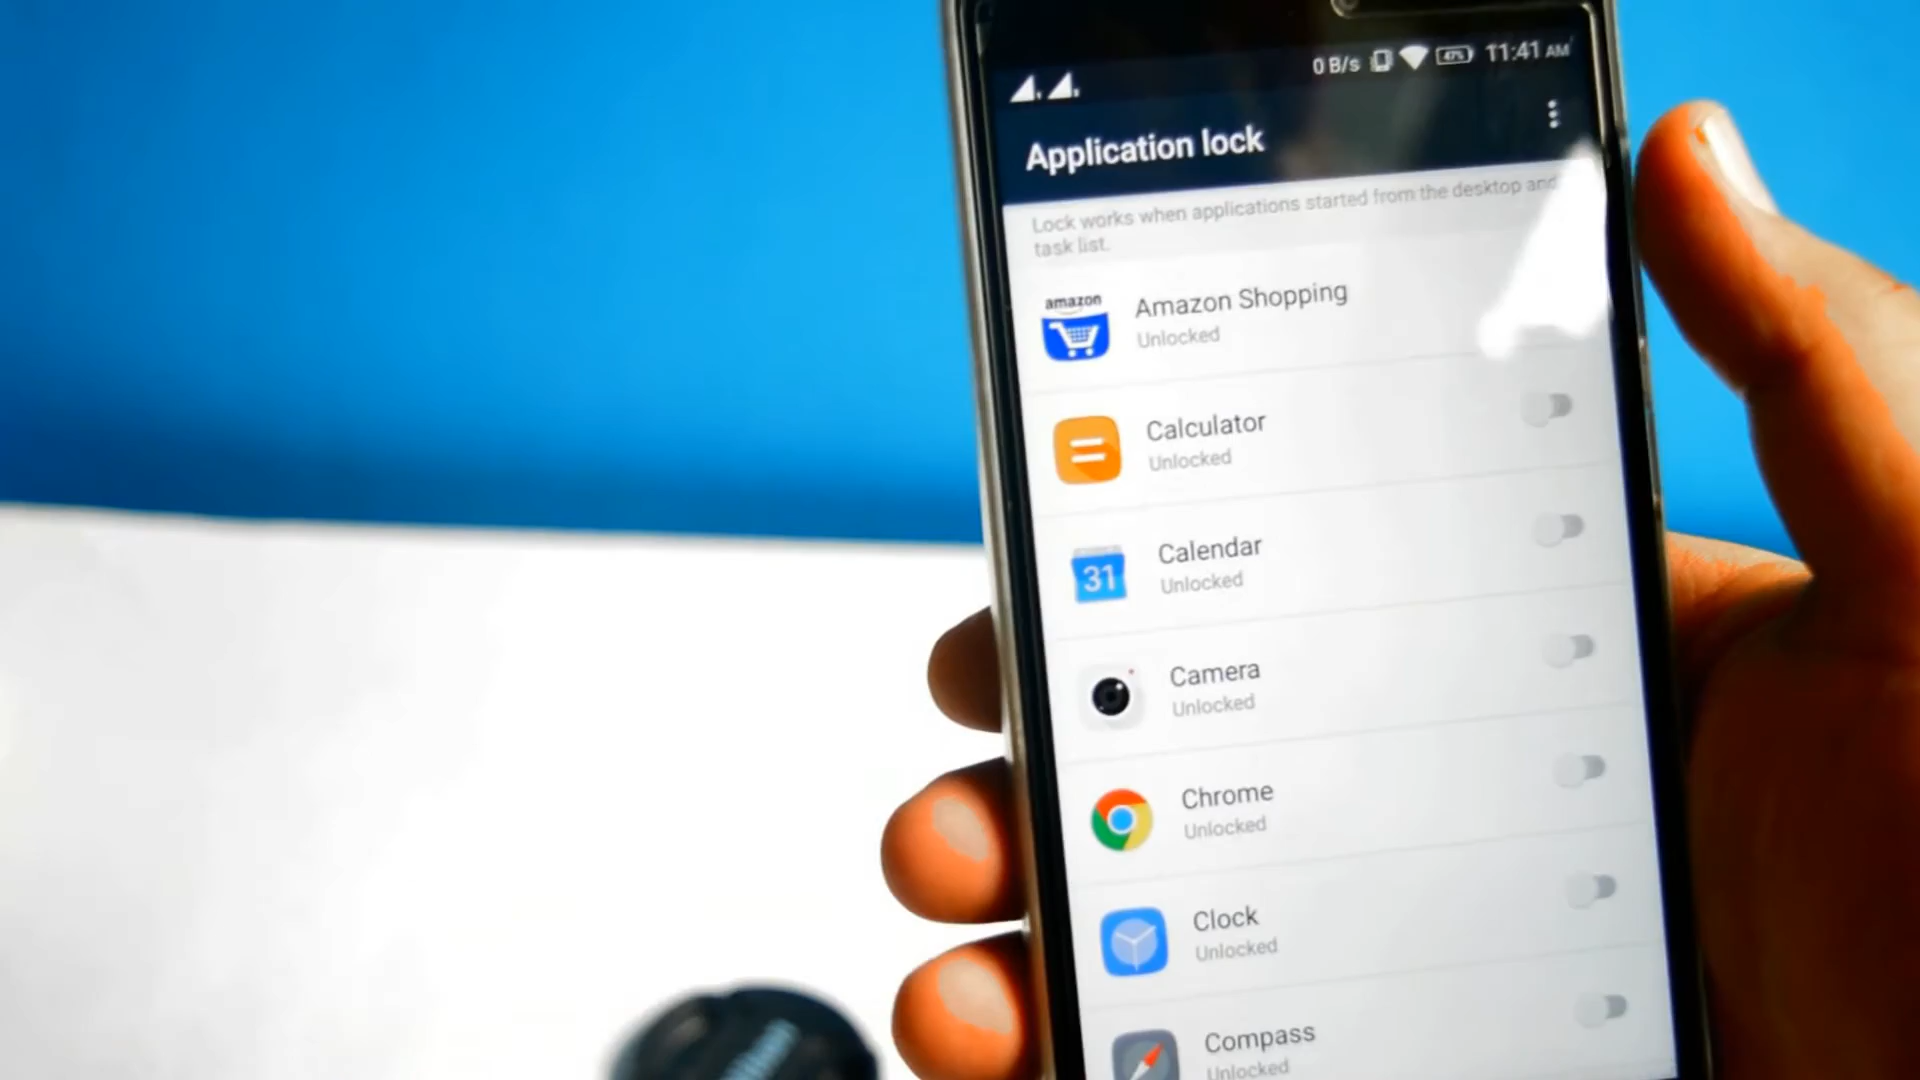 0 B/s 47% 11:41 AM
Application lock
Lock works when applications started from the desktop and
task list.
amazon
Amazon Shopping
Unlocked
Calculator
Unlocked
31
Calendar
Unlocked
Camera
Unlocked
Chrome
Unlocked
Clock
Unlocked
Compass
Unlocked